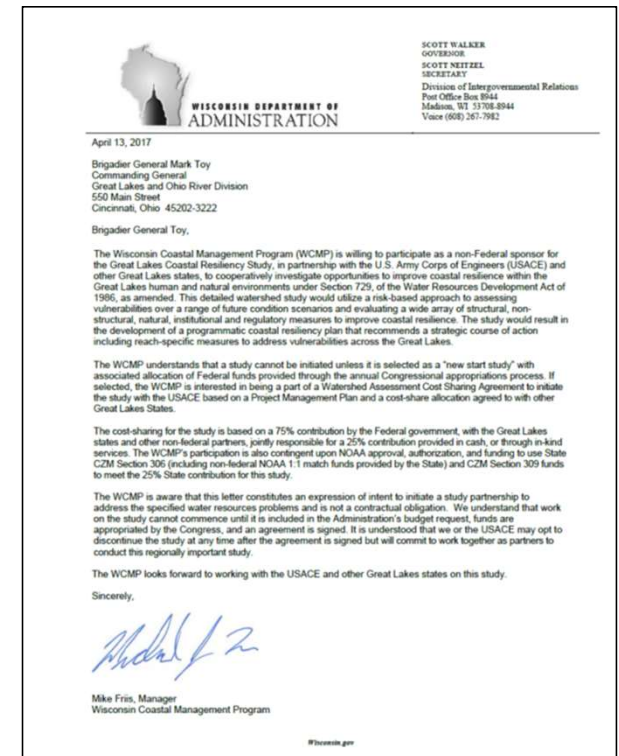 SCOTT WALKER
GOVERNOR
SCOTT NEITZEL
SECRETARY
Division of Intergovernmental Relations
Post Office Box 8944
Madison, WI 53708-8944
Voice (608) 267-7982
WISCONSIN DEPARTMENT OF
ADMINISTRATION
April 13, 2017
Brigadier General Mark Toy
Commanding General
Great Lakes and Ohio River Division
550 Main Street
Cincinnati, Ohio 45202-3222
Brigadier General Toy,
The Wisconsin Coastal Management Program (WCMP) is willing to participate as a non-Federal sponsor for
the Great Lakes Coastal Resiliency Study, in partnership with the U.S. Army Corps of Engineers (USACE) and
other Great Lakes states, to cooperatively investigate opportunities to improve coastal resilience within the
Great Lakes human and natural environments under Section 729, of the Water Resources Development Act of
1986, as amended. This detailed watershed study would utilize a risk-based approach to assessing
vulnerabilities over a range of future condition scenarios and evaluating a wide array of structural, non-
structural, natural, institutional and regulatory measures to improve coastal resilience. The study would result in
the development of a programmatic coastal resiliency plan that recommends a strategic course of action
including reach-specific measures to address vulnerabilities across the Great Lakes.
The WCMP understands that a study cannot be initiated unless it is selected as a "new start study" with
associated allocation of Federal funds provided through the annual Congressional appropriations process. If
selected, the WCMP is interested in being a part of a Watershed Assessment Cost Sharing Agreement to initiate
the study with the USACE based on a Project Management Plan and a cost-share allocation agreed to with other
Great Lakes States.
The cost-sharing for the study is based on a 75% contribution by the Federal government, with the Great Lakes
states and other non-federal partners, jointly responsible for a 25% contribution provided in cash, or through in-kind
services. The WCMP's participation is also contingent upon NOAA approval, authorization, and funding to use State
CZM Section 306 (including non-federal NOAA 1:1 match funds provided by the State) and CZM Section 309 funds
to meet the 25% State contribution for this study.
The WCMP is aware that this letter constitutes an expression of intent to initiate a study partnership to
address the specified water resources problems and is not a contractual obligation. We understand that work
on the study cannot commence until it is included in the Administration's budget request, funds are
appropriated by the Congress, and an agreement is signed. It is understood that we or the USACE may opt to
discontinue the study at any time after the agreement is signed but will commit to work together as partners to
conduct this regionally important study.
The WCMP looks forward to working with the USACE and other Great Lakes states on this study.
Sincerely,
Mike Friis, Manager
Wisconsin Coastal Management Program
Wisconsin.gov